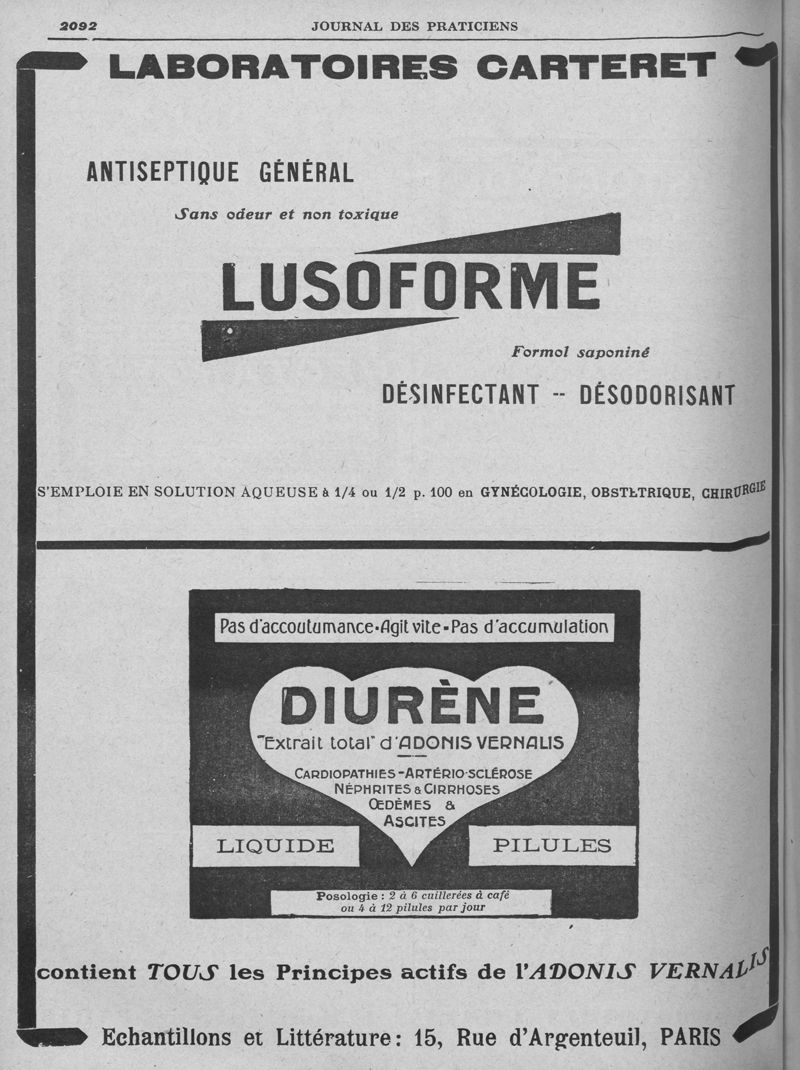 2092
JOURNAL DES PRATICIENS
LABORATOIRES CARTERET
ANTISEPTIQUE GÉNÉRAL
Sans odeur et non toxique
LUSOFORME
Formol saponiné
DÉSINFECTANT -- DÉSODORISANT
S'EMPLOIE EN SOLUTION AQUEUSE à 1/4 ou 1/2 p. 100 en GYNÉCOLOGIE, OBSTÉTRIQUE, CHIRURGIE
Pas d'accoutumance-Agit vite-Pas d'accumulation
DIURÈNE
"Extrait total" d'ADONIS VERNALIS
CARDIOPATHIES-ARTÉRIO-SCLÉROSE
NÉPHRITES & CIRRHOSES
ŒDÈMES &
ASCITES
LIQUIDE
PILULES
Posologie : 2 à 6 cuillerées à café
ou 4 à 12 pilules par jour
contient TOUS les Principes actifs de l'ADONIS VERNALIS
Echantillons et Littérature : 15, Rue d'Argenteuil, PARIS